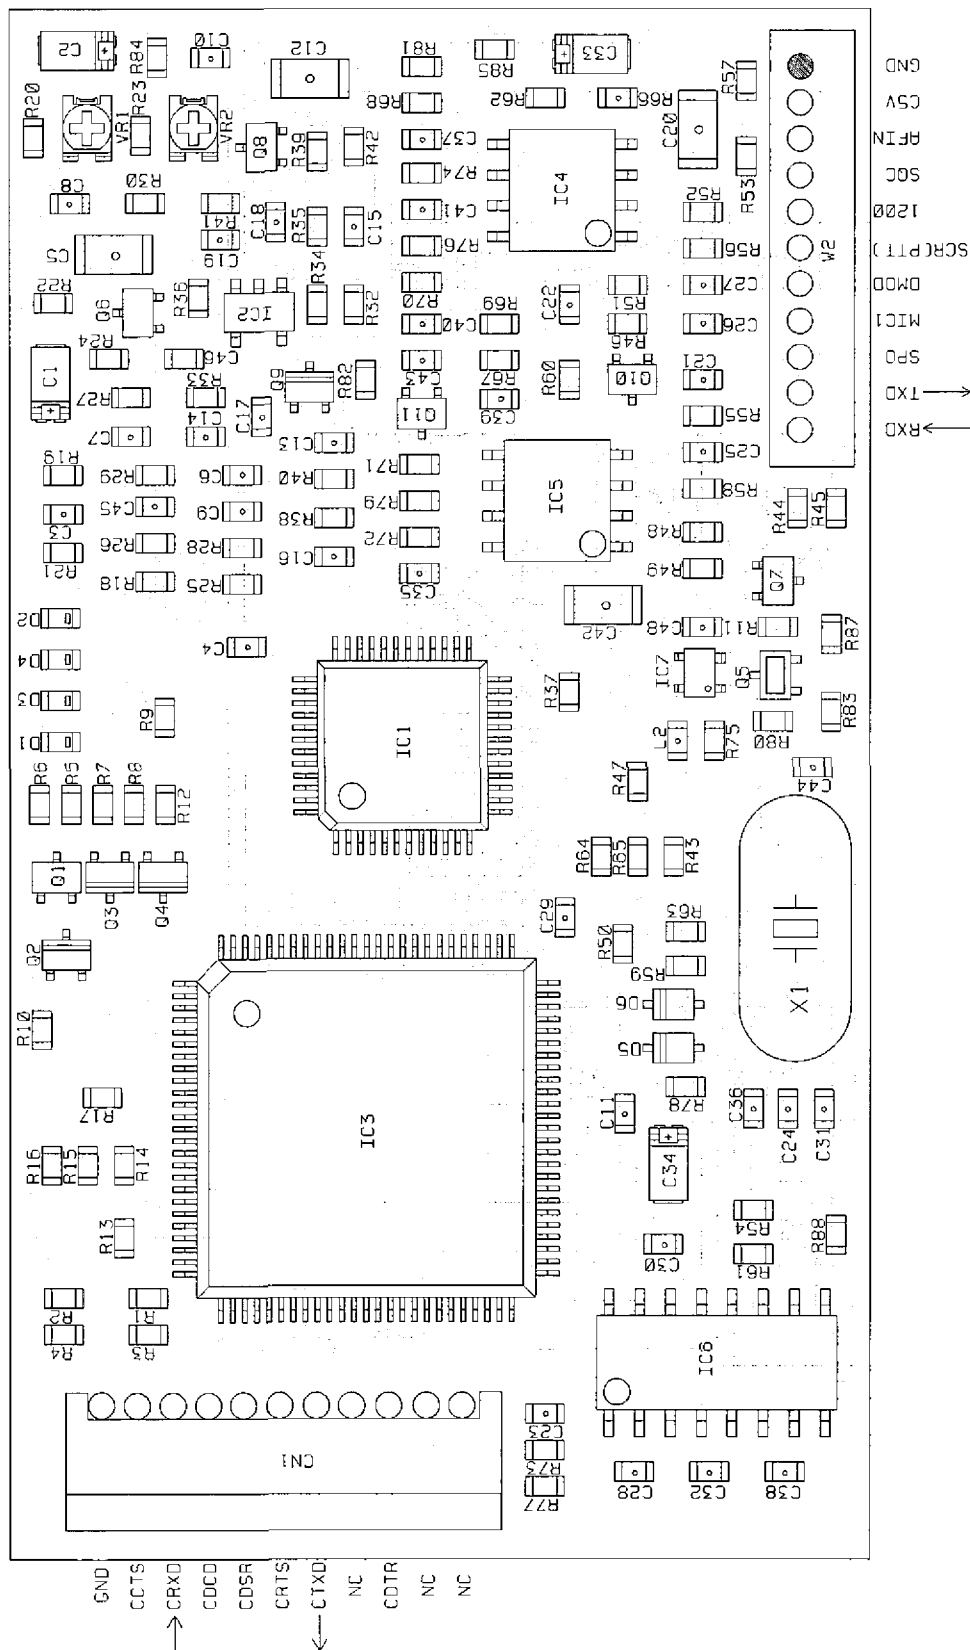 C2
R84
C10
C12
R81
R85
C33
R57
GND
R20
VR1
R23
VR2
R68
R62
R66
C20
C5V
Q8
R39
R42
C37
IC4
AFIN
C8
R30
R41
C18
R35
C15
R74
C41
R53
SQC
R52
1200
C5
C19
R34
R76
R56
W2
SCR(PTT)
R22
Q6
R36
IC2
R32
R70
R69
C22
R51
C27
DMOD
C40
R46
C26
MIC1
C1
R24
C46
Q9
R82
C43
R67
R60
Q10
C21
SPO
R27
R33
C17
Q11
C39
R55
TXD
C7
C14
C13
C25
RXD
R19
R29
C6
R40
R71
IC5
R58
R44
R45
C3
C45
C9
R38
R79
R48
R21
R26
R28
C16
R72
R18
R25
C35
R49
Q7
D2
C4
C42
C48
R11
R87
D4
IC7
Q5
D3
R9
IC1
R37
R83
D1
L2
R75
R80
R6
R5
R7
R8
R12
R47
C44
Q1
Q3
Q4
R64
R65
R43
Q2
C29
R50
R63
R59
R10
D6
X1
D5
R17
R78
C11
C36
C24
C31
IC3
R16
R15
R14
C34
R13
R54
R88
C30
R61
R2
R1
R4
R3
IC6
CN1
C23
R73
R77
C28
C32
C38
GND
CCTS
CRXD
CDCD
CDSR
CRTS
CTXD
NC
CDTR
NC
NC